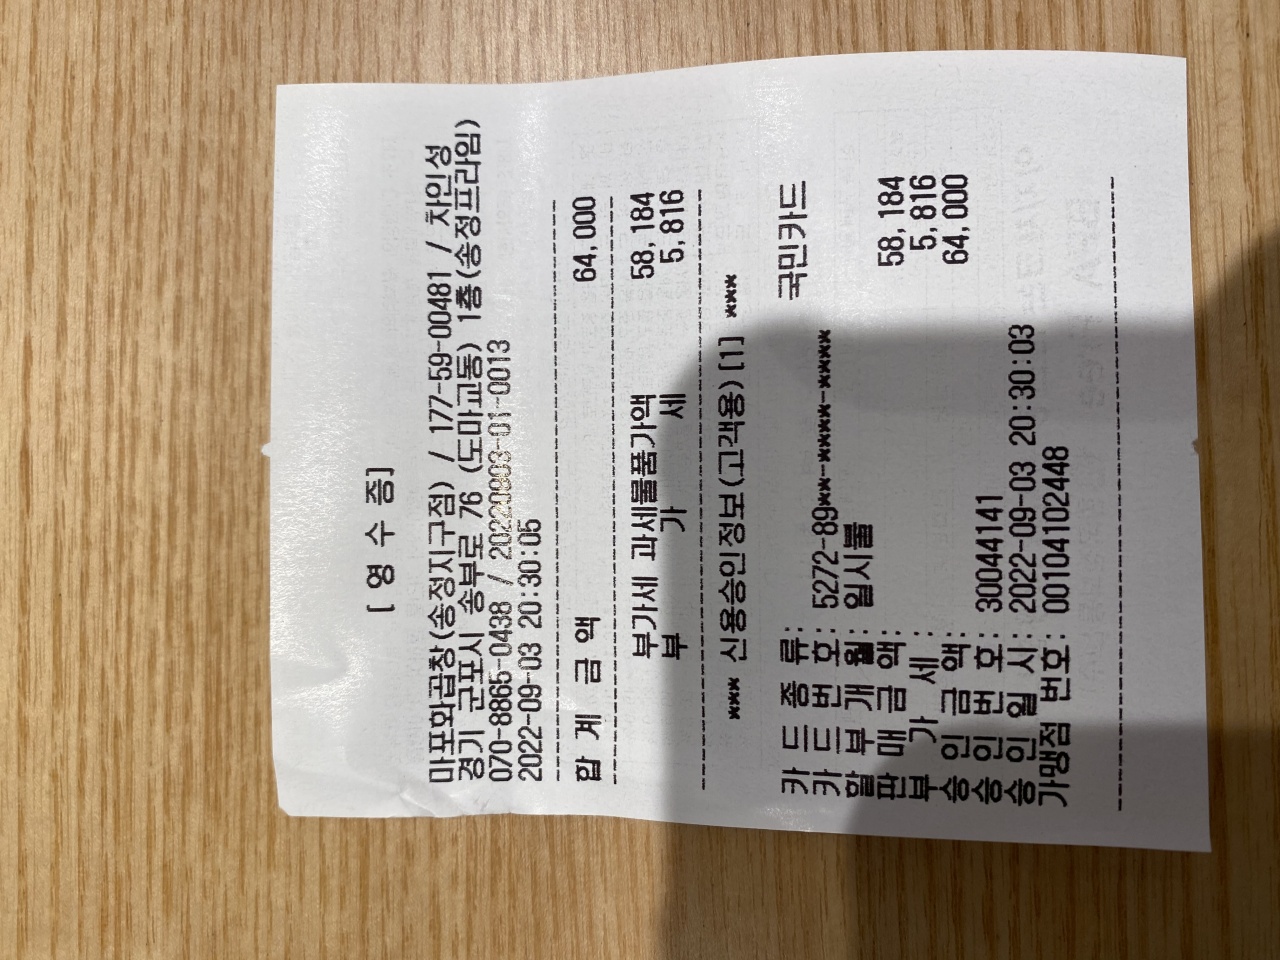 [ 영 수 증]
마포화곱창(송정지구점) / 177-59-00481 / 차인성
경기 군포시 송부로 76 (도마교동) 1층(송정프라임)
070-8865-0438 / 20220903-01-0013
2022-09-03 20:30:05
합 계 금 액 64,000
부가세 과세물품가액 58,184
부 가 세 5,816
*** 신용승인정보(고객용) [1] ***
카 드 종 류: 국민카드
카 드 번 호: 5272-89**-****-****
할 부 개 월: 일시불
판 매 금 액: 58,184
부 가 세: 5,816
승 인 금 액: 64,000
승 인 번 호: 30044141
승 인 일 시: 2022-09-03 20:30:03
가맹점 번호: 00104102448